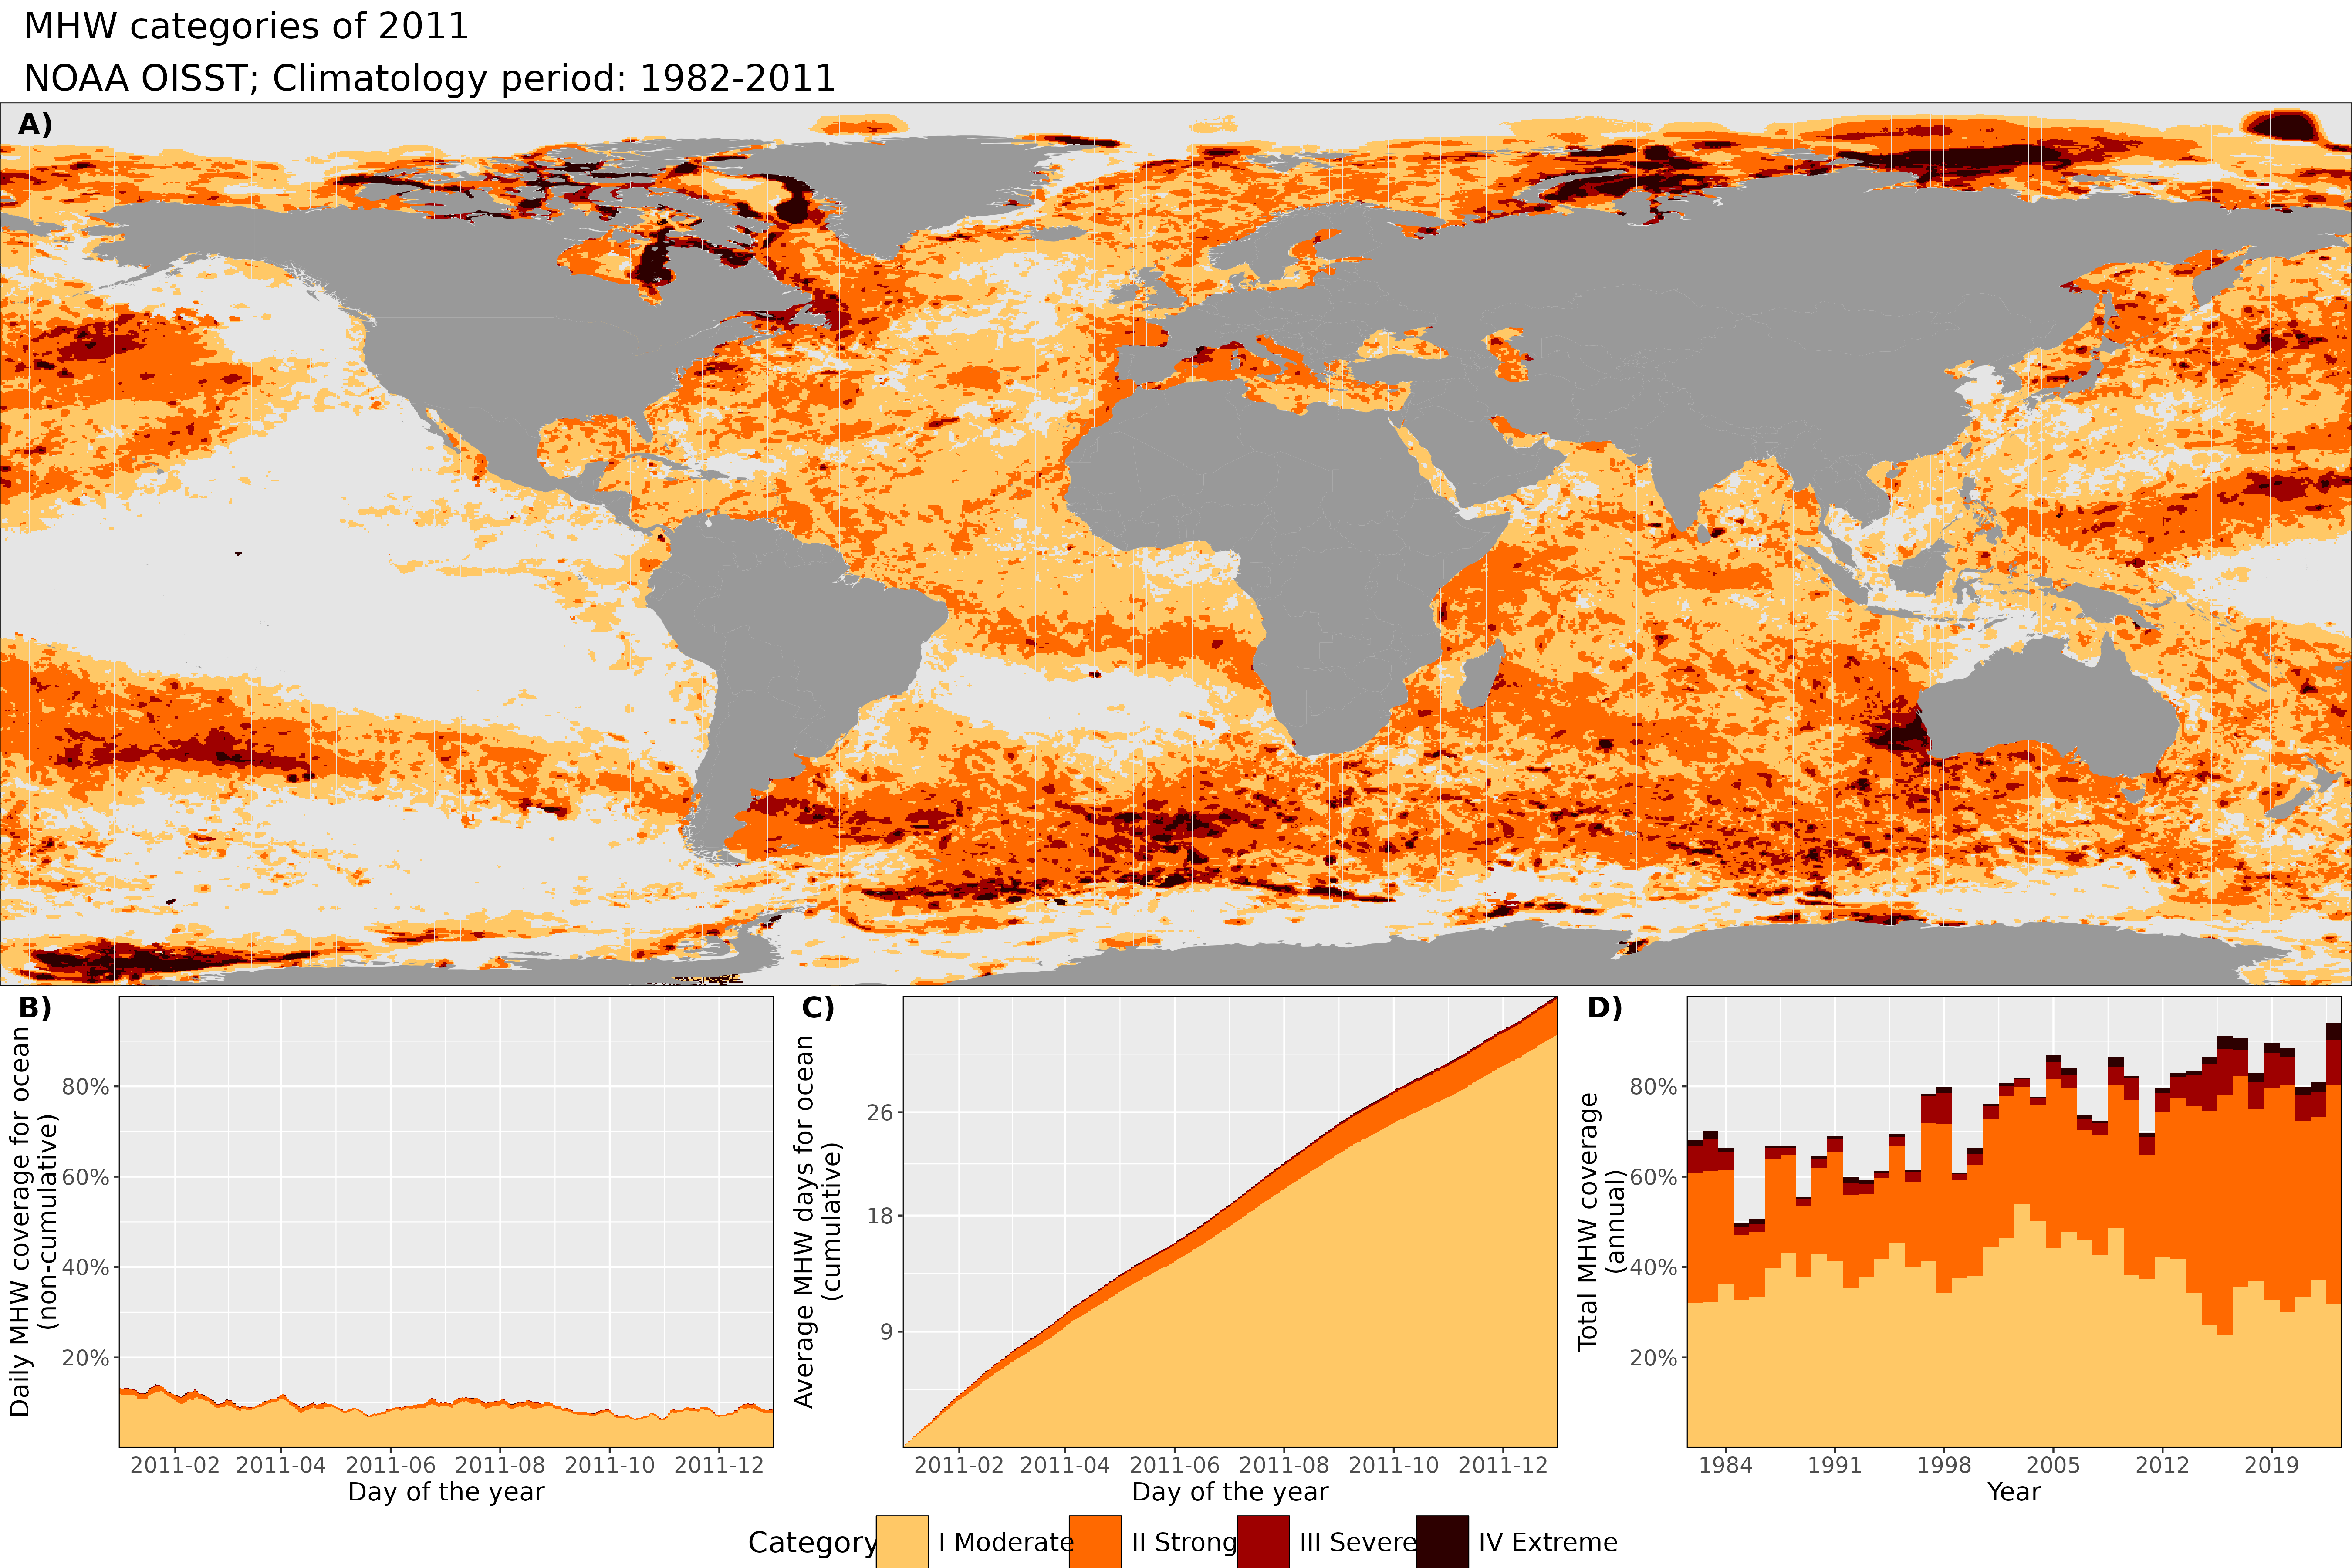 MHW categories of 2011
NOAA OISST; Climatology period: 1982-2011
A)
B)
Daily MHW coverage for ocean
(non-cumulative)
80%
60%
40%
20%
2011-02 2011-04 2011-06 2011-08 2011-10 2011-12
Day of the year
C)
Average MHW days for ocean
(cumulative)
26
18
9
2011-02 2011-04 2011-06 2011-08 2011-10 2011-12
Day of the year
D)
Total MHW coverage
(annual)
80%
60%
40%
20%
1984 1991 1998 2005 2012 2019
Year
Category I Moderate II Strong III Severe IV Extreme